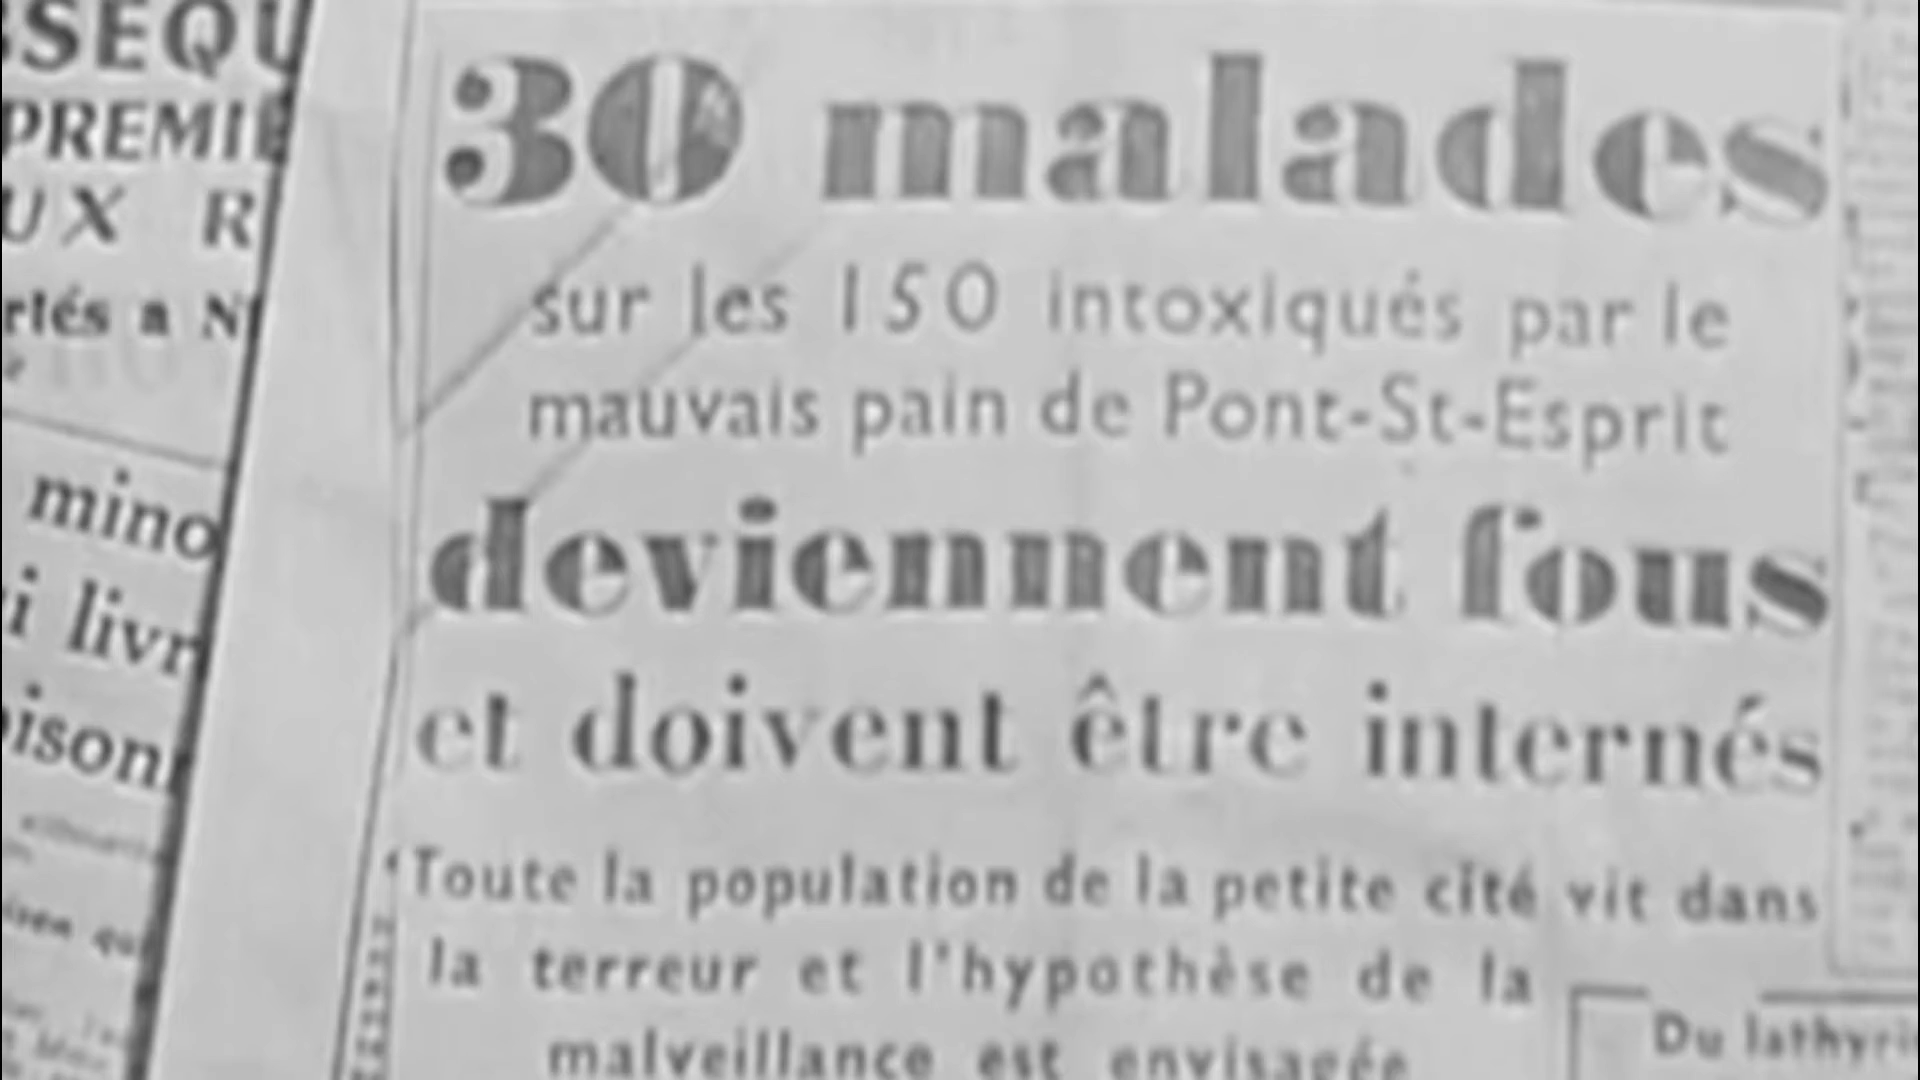 SSEQU
PREMIE
UX R
rtés a N
mino
i livr
ison
30 malades
sur les 150 intoxiqués par le
mauvais pain de Pont-St-Esprit
deviennent fous
et doivent être internés
Toute la population de la petite cité vit dans
la terreur et l'hypothèse de la
malveillance est envisagée
Du lathyri